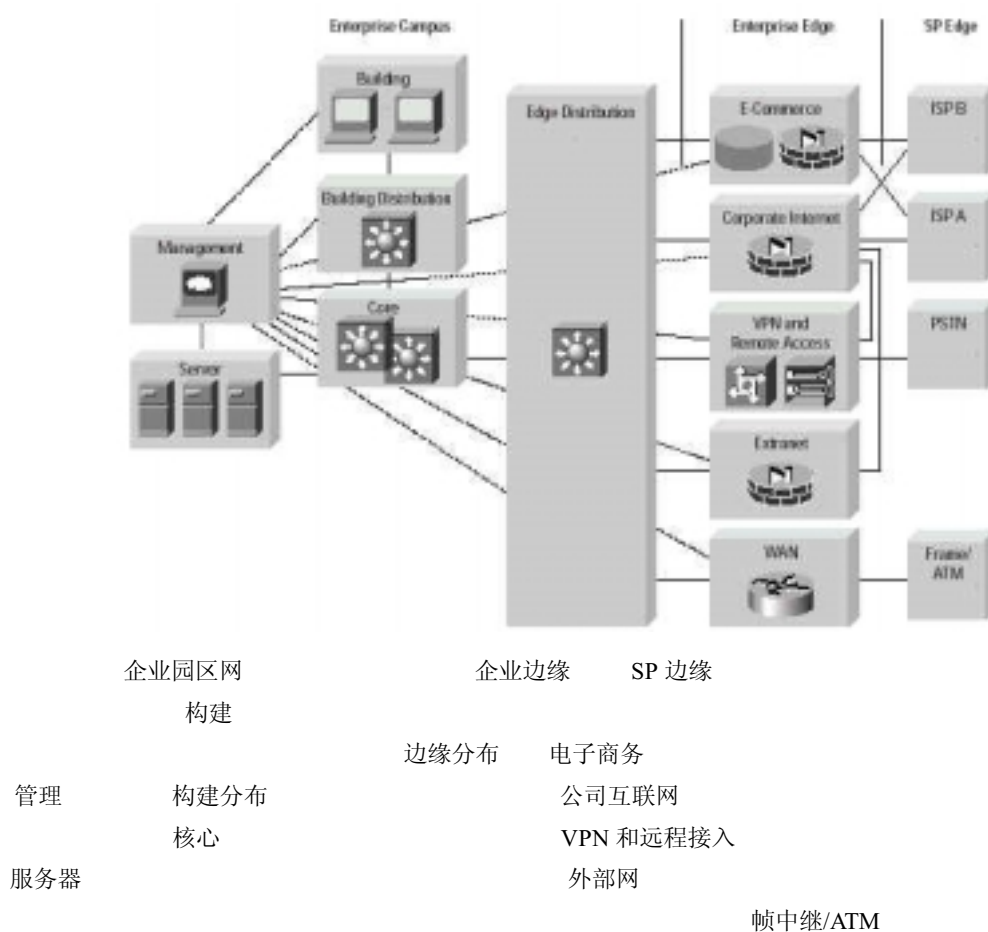 Enterprise Campus Enterprise Edge SP Edge
Building
Edge Distribution E-Commerce ISP B
Building Distribution
Management Corporate Internet ISP A
Core
VPN and Remote Access PSTN
Server
Extranet
WAN Frame/ATM
企业园区网 企业边缘 SP 边缘
构建
边缘分布 电子商务
管理 构建分布 公司互联网
核心 VPN 和远程接入
服务器 外部网
帧中继/ATM